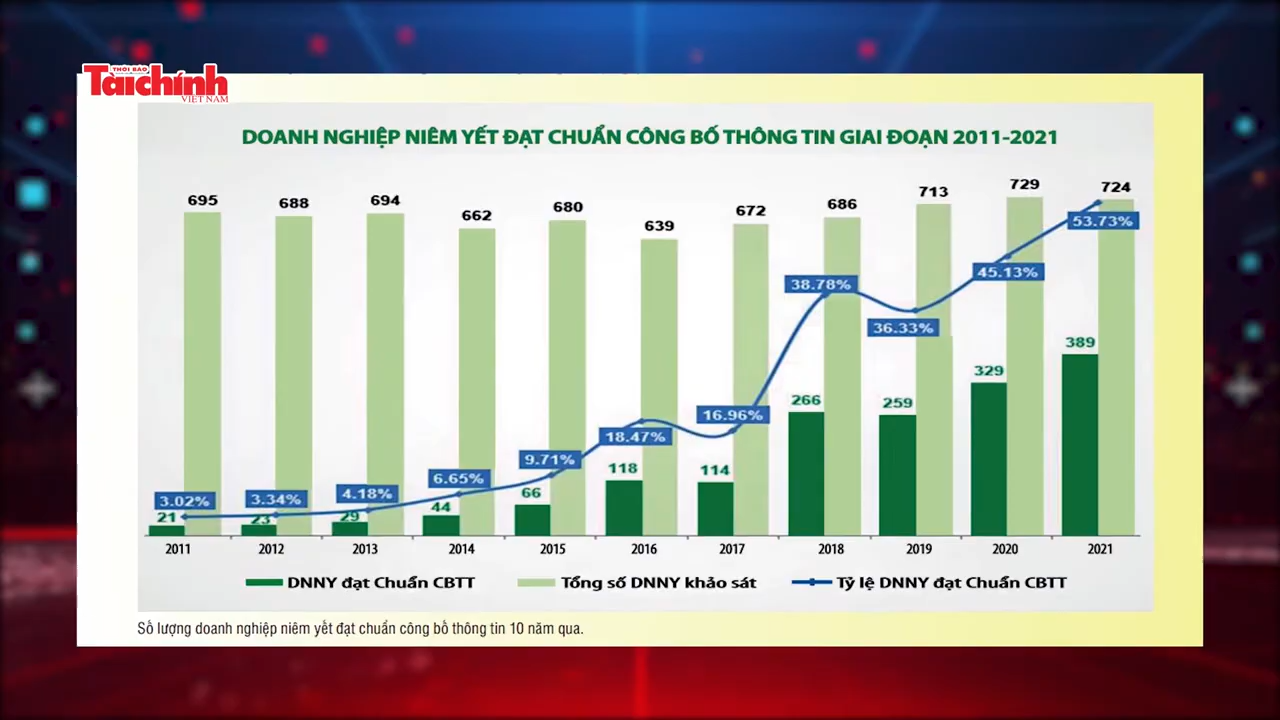 THỜI BÁO
Tàichính
VIỆT NAM
DOANH NGHIỆP NIÊM YẾT ĐẠT CHUẨN CÔNG BỐ THÔNG TIN GIAI ĐOẠN 2011-2021
695 688 694 662 680 639 672 686 713 729 724
3.02% 3.34% 4.18% 6.65% 9.71% 18.47% 16.96% 38.78% 36.33% 45.13% 53.73%
21 23 29 44 66 118 114 266 259 329 389
2011 2012 2013 2014 2015 2016 2017 2018 2019 2020 2021
DNNY đạt Chuẩn CBTT Tổng số DNNY khảo sát Tỷ lệ DNNY đạt Chuẩn CBTT
Số lượng doanh nghiệp niêm yết đạt chuẩn công bố thông tin 10 năm qua.